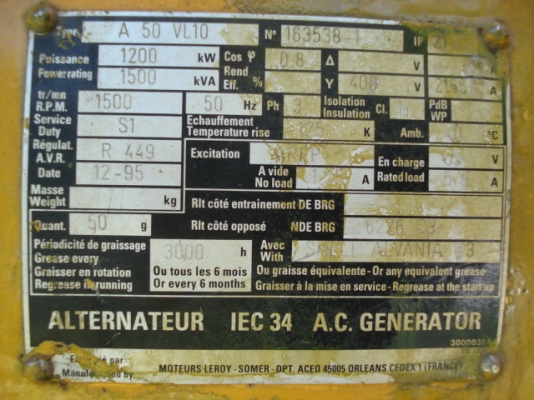 Type A 50 VL10 N° 163538 1 IP
Puissance 1200 kW Cos φ 0.8 Δ V A
Power rating 1500 kVA Rend Eff. % Y 400 V A
tr/mn R.P.M. 1500 50 Hz Ph 3 Isolation Insulation Cl. PdB WP
Service Duty S1 Echauffement Temperature rise K Amb. °C
Régulat. A.V.R. R 449 Excitation En charge V
Date 12-95 A vide No load A Rated load A
Masse Weight kg Rlt côté entrainement DE BRG
Quant. 50 g Rlt côté opposé NDE BRG
Périodicité de graissage
Grease every 3000 h Avec With
Graisser en rotation Ou tous les 6 mois Ou graisse équivalente - Or any equivalent grease
Regrease in running Or every 6 months Graisser à la mise en service - Regrease at the start up
ALTERNATEUR IEC 34 A.C. GENERATOR
par
by
MOTEURS LEROY - SOMER - DPT. ACEO 45005 ORLEANS CEDEX 1 (FRANCE)